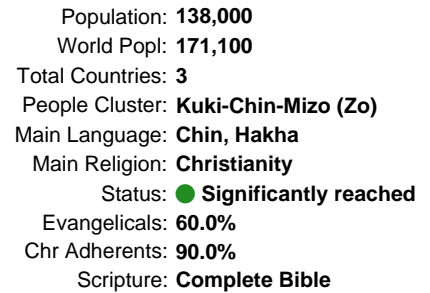 Population: 138,000
World Popl: 171,100
Total Countries: 3
People Cluster: Kuki-Chin-Mizo (Zo)
Main Language: Chin, Hakha
Main Religion: Christianity
Status: Significantly reached
Evangelicals: 60.0%
Chr Adherents: 90.0%
Scripture: Complete Bible